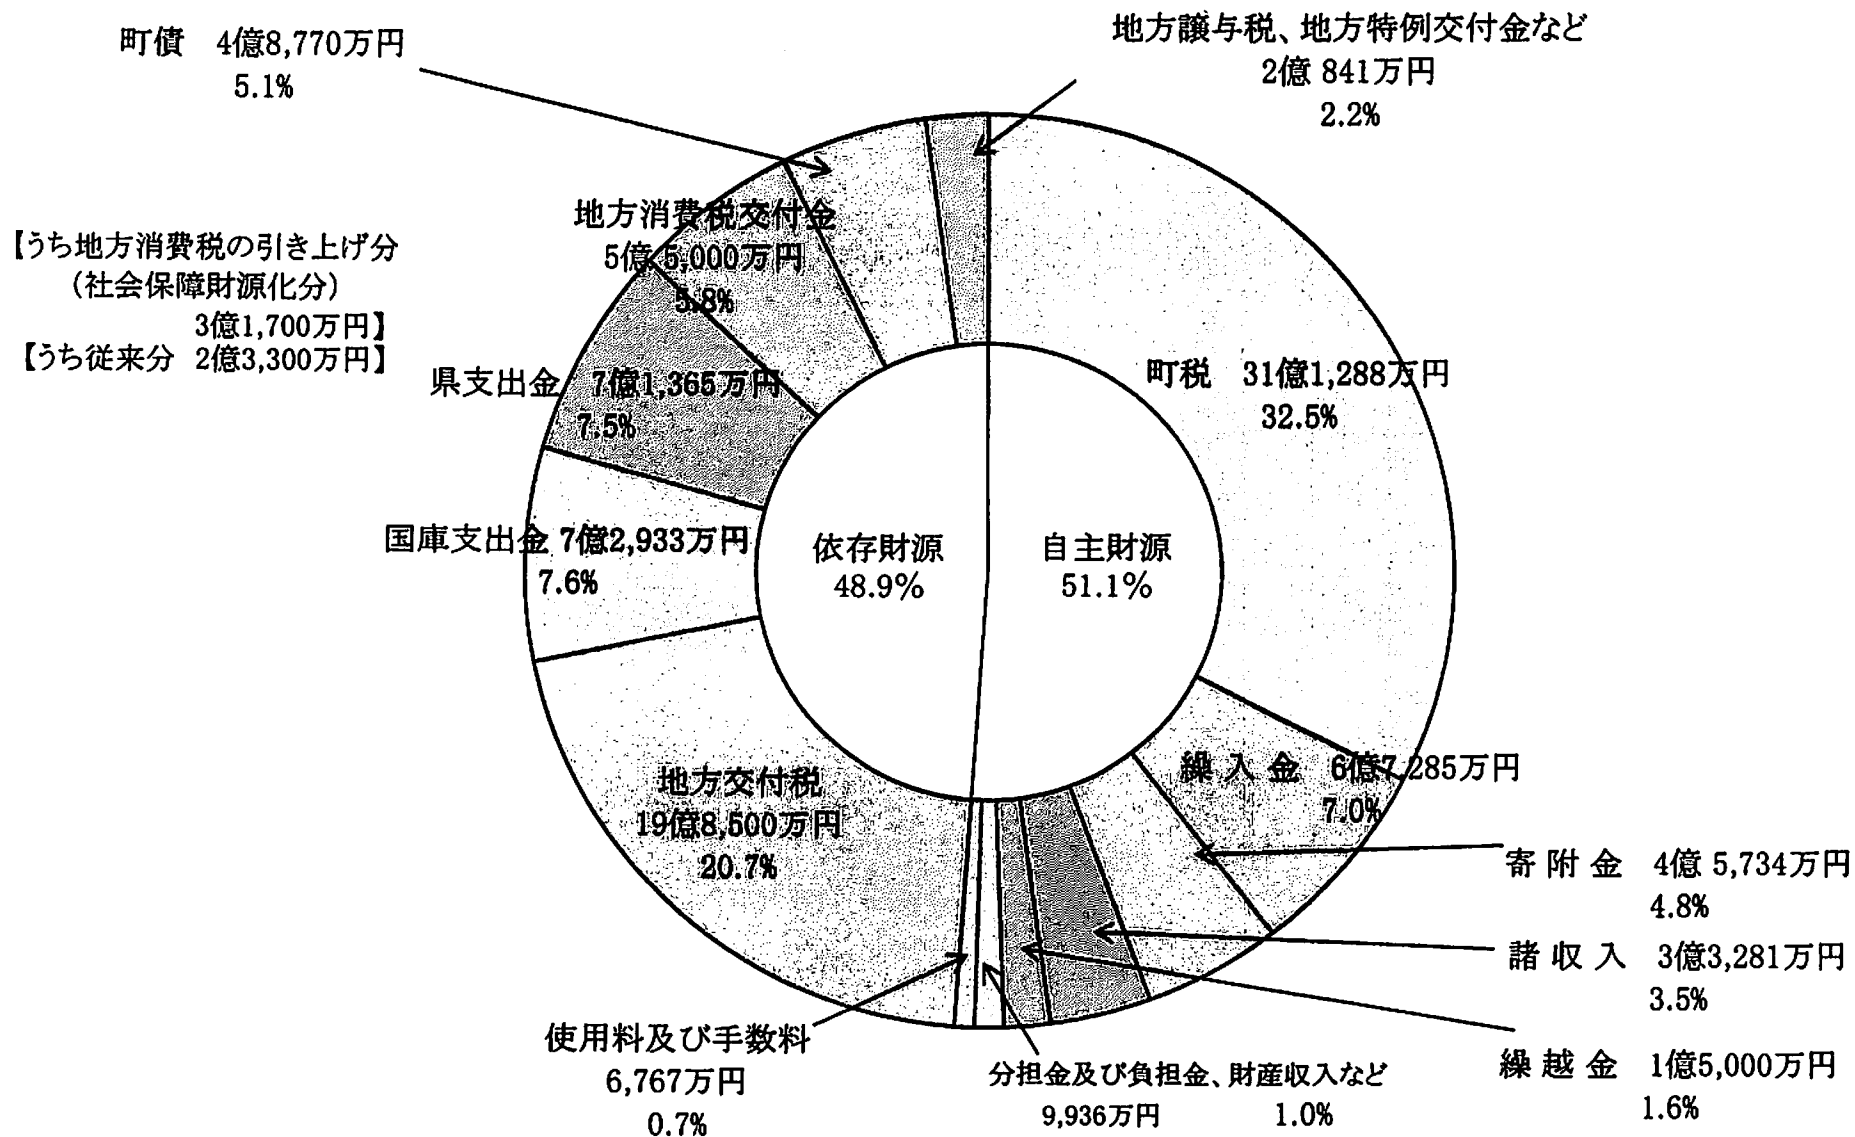 町債 4億8,770万円
5.1%
地方譲与税、地方特例交付金など
2億 841万円
2.2%
地方消費税交付金
5億 5,000万円
5.8%
【うち地方消費税の引き上げ分
(社会保障財源化分)
3億1,700万円】
【うち従来分 2億3,300万円】
県支出金 7億1,365万円
7.5%
国庫支出金 7億2,933万円
7.6%
依存財源
48.9%
自主財源
51.1%
町税 31億1,288万円
32.5%
地方交付税
19億8,500万円
20.7%
繰入金 6億7,285万円
7.0%
寄附金 4億 5,734万円
4.8%
諸収入 3億3,281万円
3.5%
繰越金 1億5,000万円
1.6%
使用料及び手数料
6,767万円
0.7%
分担金及び負担金、財産収入など
9,936万円 1.0%